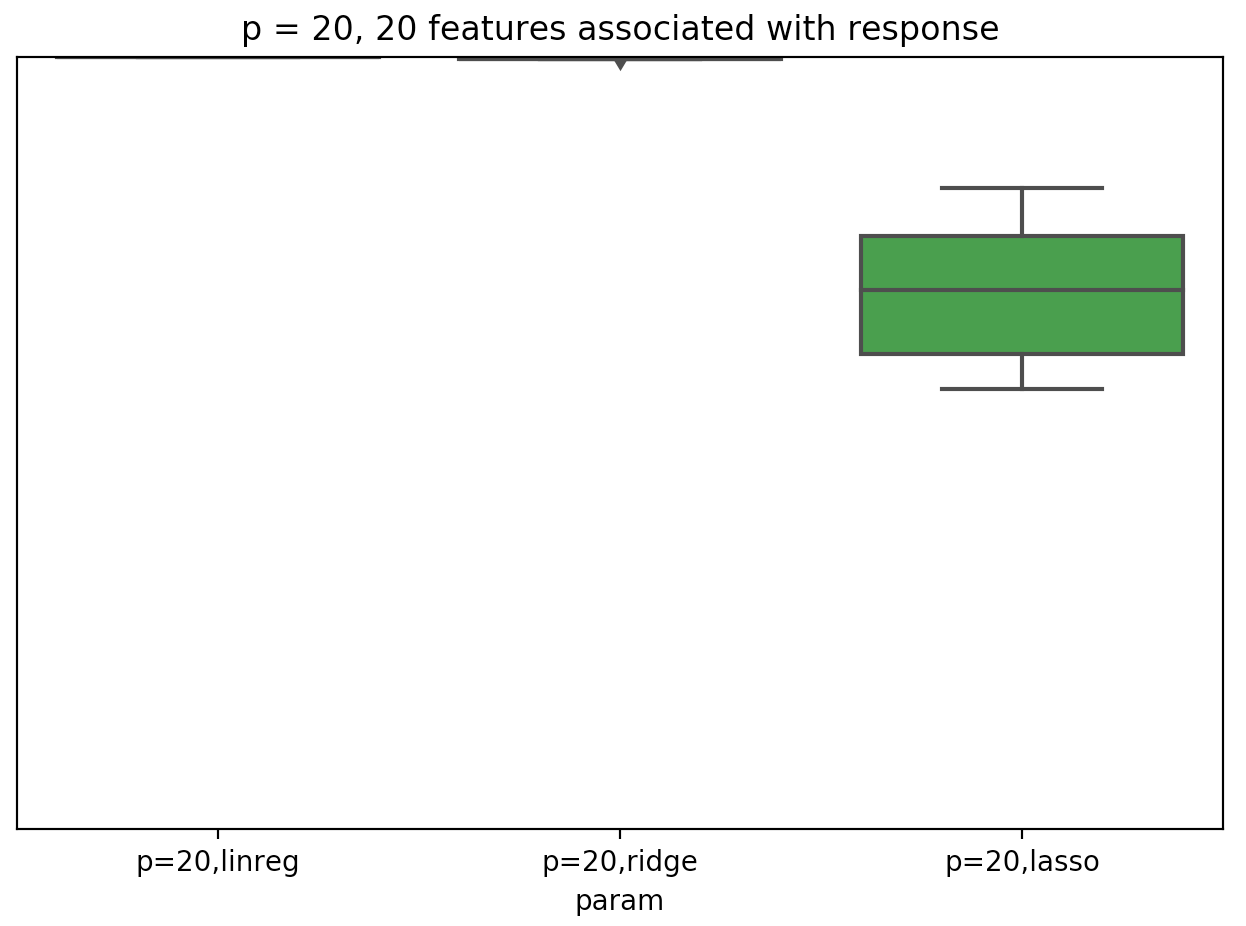 p = 20, 20 features associated with response
p=20,linreg
p=20,ridge
p=20,lasso
param